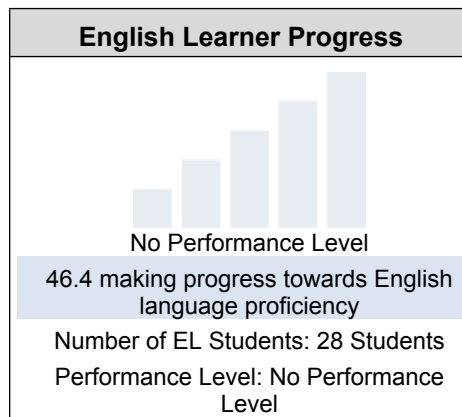 English Learner Progress
No Performance Level
46.4 making progress towards English
language proficiency
Number of EL Students: 28 Students
Performance Level: No Performance
Level